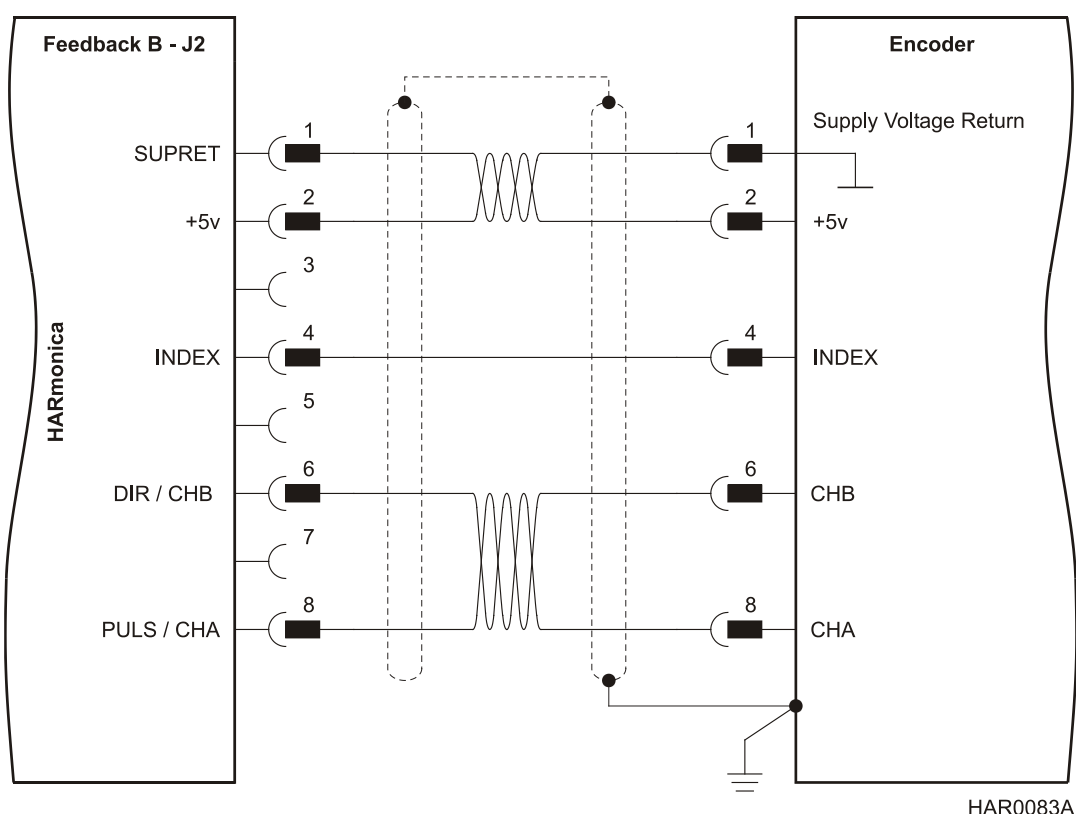 Feedback B - J2
Encoder
Supply Voltage Return
SUPRET 1 1
+5v 2 2 +5v
3
INDEX 4 4 INDEX
5
HARmonica
DIR / CHB 6 6 CHB
7
PULS / CHA 8 8 CHA
HAR0083A